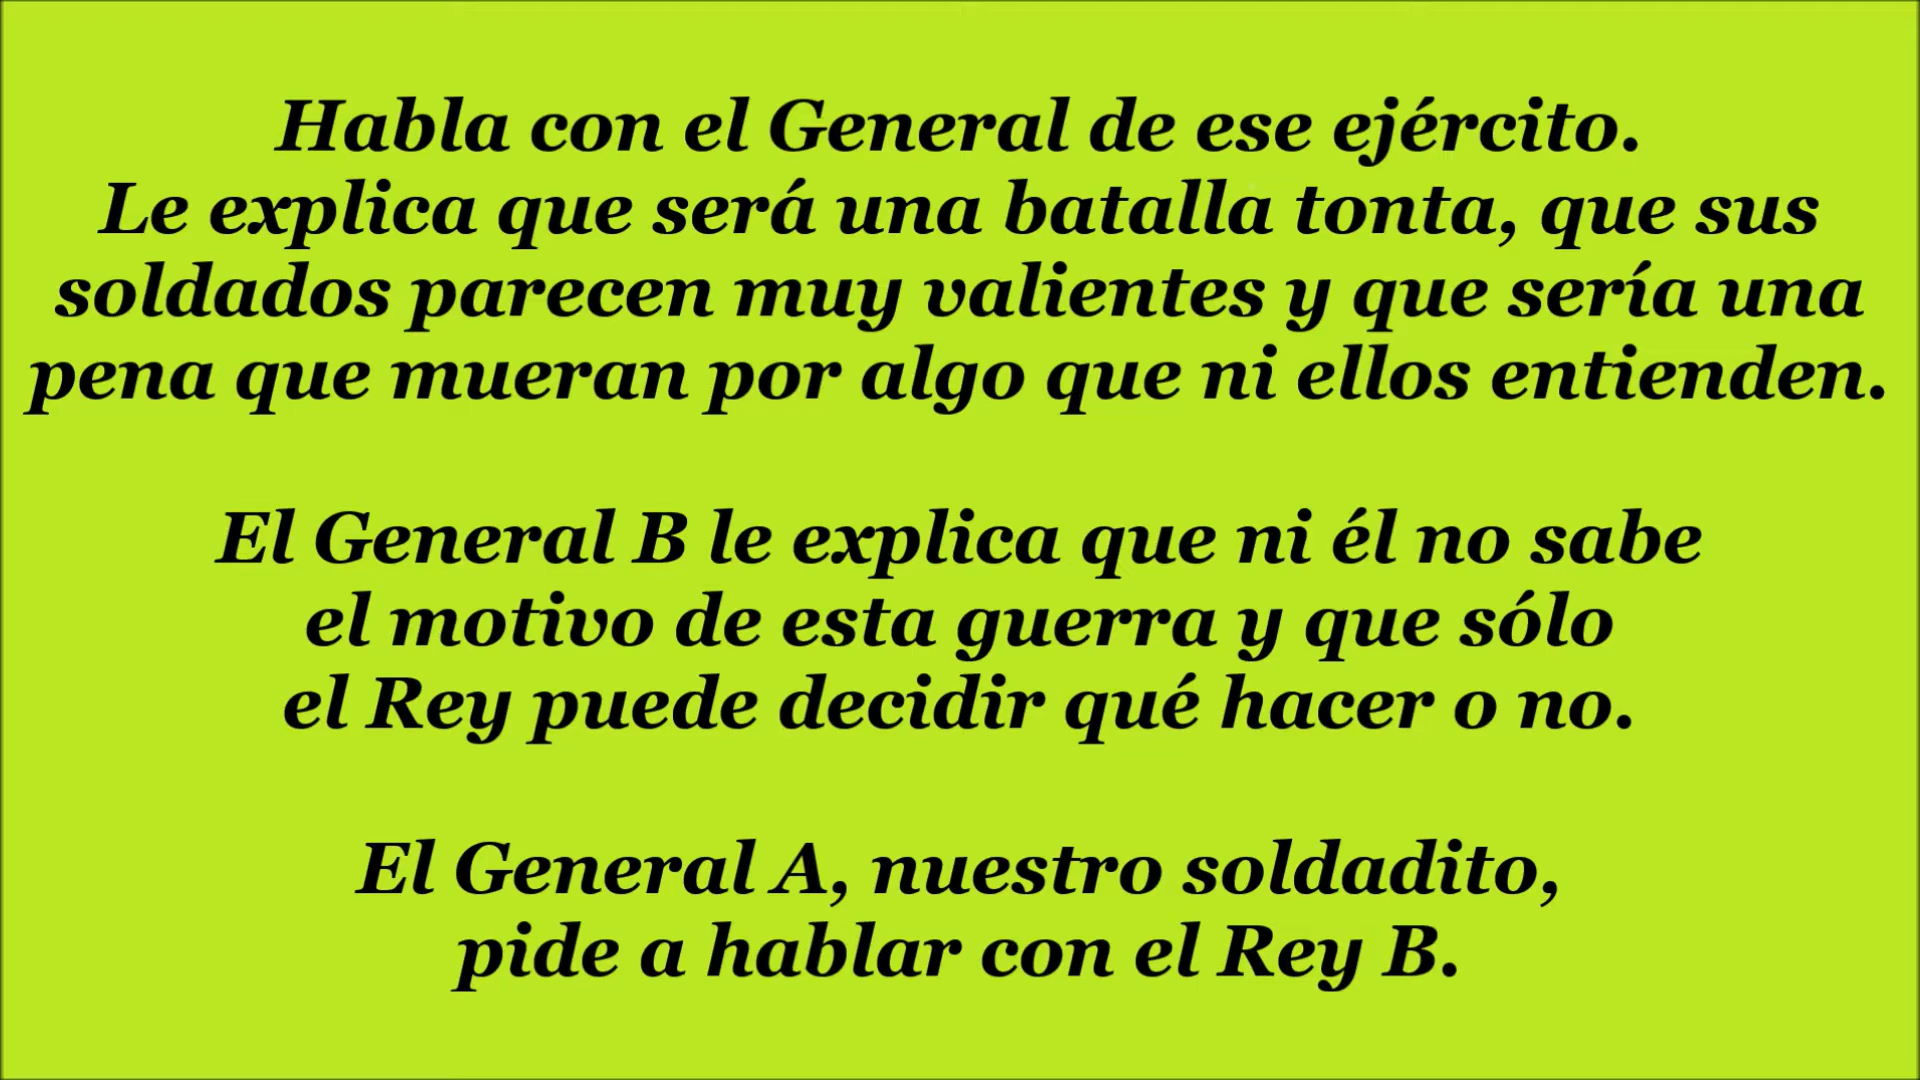 Habla con el General de ese ejército.
Le explica que será una batalla tonta, que sus
soldados parecen muy valientes y que sería una
pena que mueran por algo que ni ellos entienden.
El General B le explica que ni él no sabe
el motivo de esta guerra y que sólo
el Rey puede decidir qué hacer o no.
El General A, nuestro soldadito,
pide a hablar con el Rey B.